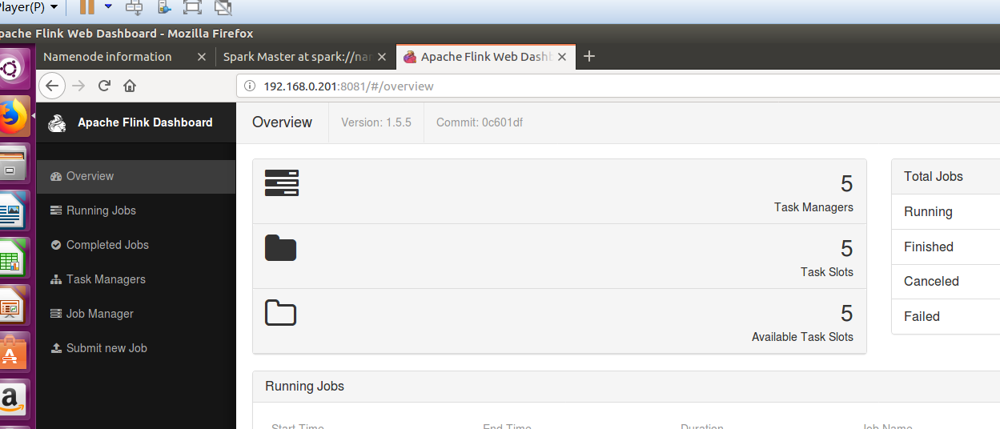 Player(P)
Apache Flink Web Dashboard - Mozilla Firefox
Namenode information
Spark Master at spark://na
Apache Flink Web Dash
192.168.0.201:8081/#/overview
Apache Flink Dashboard
Overview
Version: 1.5.5
Commit: 0c601df
Overview
Running Jobs
Completed Jobs
Task Managers
Job Manager
Submit new Job
5
Task Managers
5
Task Slots
5
Available Task Slots
Total Jobs
Running
Finished
Canceled
Failed
Running Jobs
Start Time
End Time
Duration
Job Name